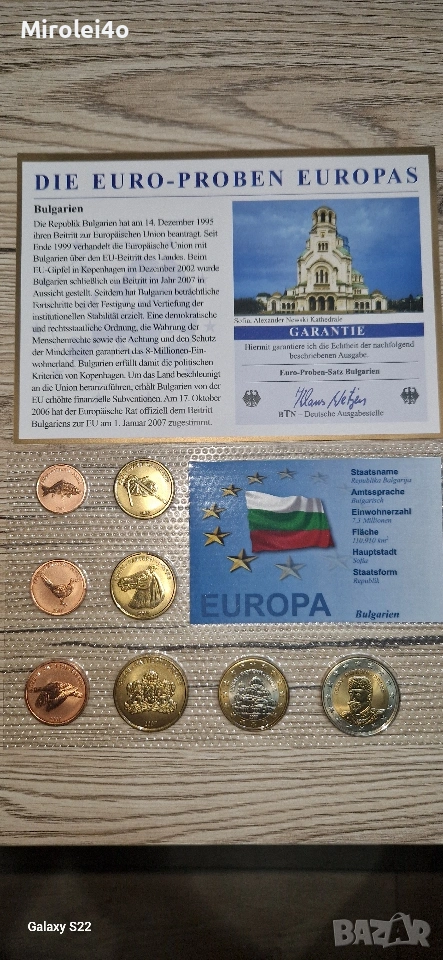 Mirolei4o
DIE EURO-PROBEN EUROPAS
Bulgarien
Die Republik Bulgarien hat am 14. Dezember 1995
ihren Beitritt zur Europäischen Union beantragt. Seit
Ende 1999 verhandelt die Europäische Union mit
Bulgarien über den EU-Beitritt des Landes. Beim
EU-Gipfel in Kopenhagen im Dezember 2002 wurde
Bulgarien schließlich ein Beitritt im Jahr 2007 in
Aussicht gestellt. Seitdem hat Bulgarien beträchtliche
Fortschritte bei der Festigung und Vertiefung der
institutionellen Stabilität erzielt. Eine demokratische
und rechtsstaatliche Ordnung, die Wahrung der
Menschenrechte sowie die Achtung und den Schutz
der Minderheiten garantiert das 8-Millionen-Ein-
wohnerland. Bulgarien erfüllt damit die politischen
Kriterien von Kopenhagen. Um das Land beschleunigt
an die Union heranzuführen, erhält Bulgarien von der
EU erhöhte finanzielle Subventionen. Am 17. Oktober
2006 hat der Europäische Rat offiziell dem Beitritt
Bulgariens zur EU am 1. Januar 2007 zugestimmt.
Sofia, Alexander Newski Kathedrale
GARANTIE
Hiermit garantiere ich die Echtheit der nachfolgend
beschriebenen Ausgabe.
Euro-Proben-Satz Bulgarien
BTN – Deutsche Ausgabestelle
Staatsname
Republika Bulgarija
Amtssprache
Bulgarisch
Einwohnerzahl
7,3 Millionen
Fläche
110.910 km²
Hauptstadt
Sofia
Staatsform
Republik
EUROPA
Bulgarien
Galaxy S22
BAZAR